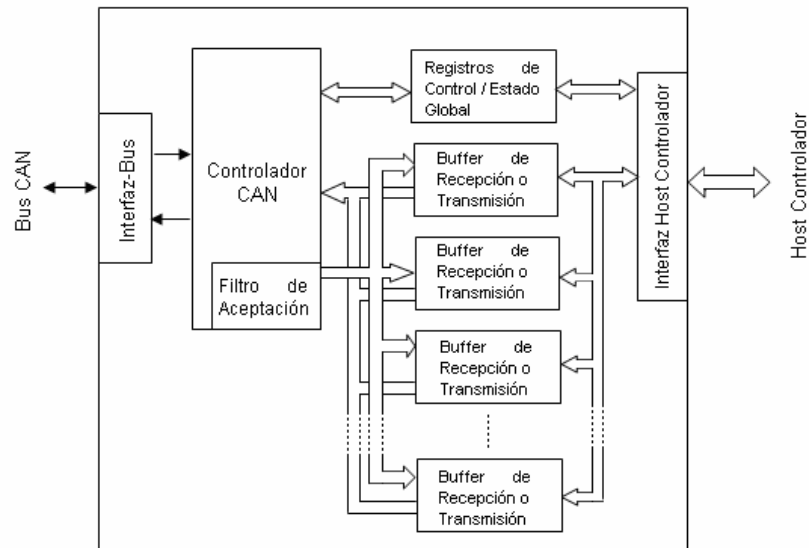 Bus CAN
Interfaz-Bus
Controlador
CAN
Filtro de
Aceptación
Registros de
Control / Estado
Global
Buffer de
Recepción o
Transmisión
Buffer de
Recepción o
Transmisión
Buffer de
Recepción o
Transmisión
Buffer de
Recepción o
Transmisión
Interfaz Host Controlador
Host Controlador